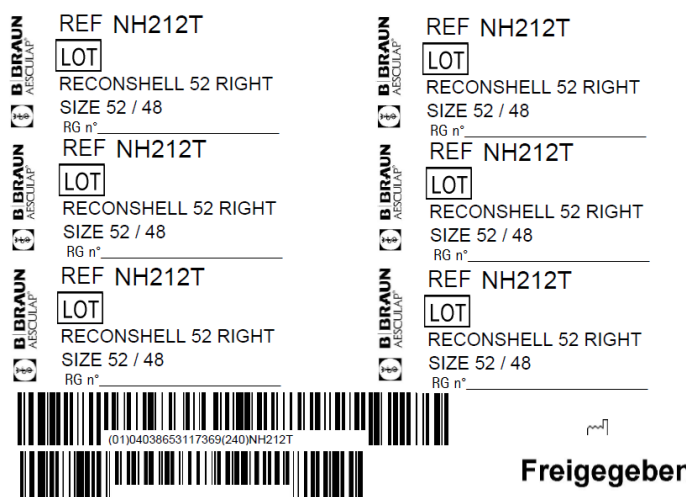 B|BRAUN
AESCULAP®
REF NH212T
LOT
RECONSHELL 52 RIGHT
SIZE 52 / 48
RG n°
B|BRAUN
AESCULAP®
REF NH212T
LOT
RECONSHELL 52 RIGHT
SIZE 52 / 48
RG n°
B|BRAUN
AESCULAP®
REF NH212T
LOT
RECONSHELL 52 RIGHT
SIZE 52 / 48
RG n°
B|BRAUN
AESCULAP®
REF NH212T
LOT
RECONSHELL 52 RIGHT
SIZE 52 / 48
RG n°
B|BRAUN
AESCULAP®
REF NH212T
LOT
RECONSHELL 52 RIGHT
SIZE 52 / 48
RG n°
B|BRAUN
AESCULAP®
REF NH212T
LOT
RECONSHELL 52 RIGHT
SIZE 52 / 48
RG n°
(01)04038653117369(240)NH212T
Freigegeben